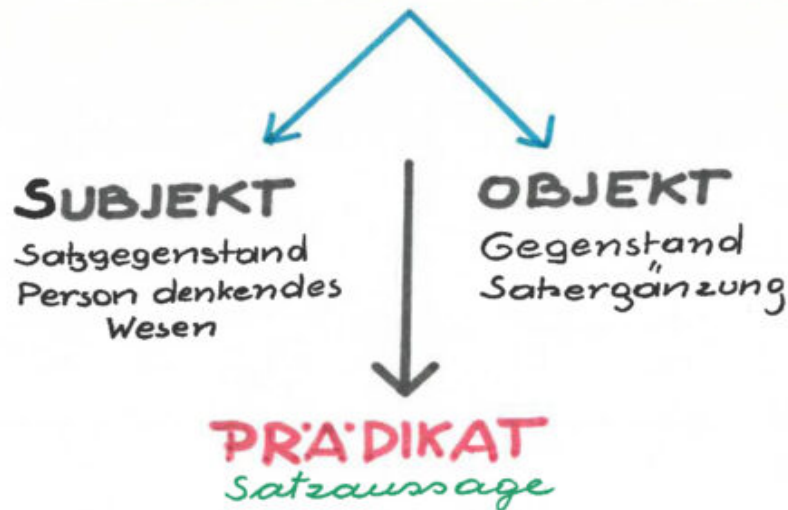 SUBJEKT
Satzgegenstand
Person denkendes
Wesen
OBJEKT
Gegenstand
Satzergänzung
PRÄDIKAT
Satzaussage